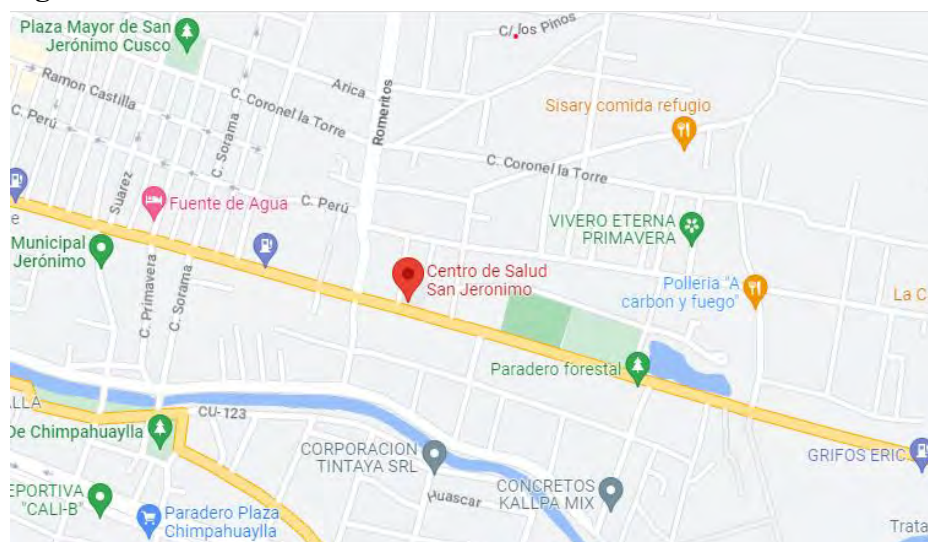 Plaza Mayor de San
Jerónimo Cusco
C/ los Pinos
Ramon Castilla
Arica
Romeritos
Sisary comida refugio
C. Perú
C. Coronel la Torre
C. Sorama
C. Coronel la Torre
Suarez
Fuente de Agua
C. Perú
VIVERO ETERNA
PRIMAVERA
e
Municipal
Jerónimo
Centro de Salud
San Jeronimo
Polleria "A
carbon y fuego"
La C
C. Primavera
C. Sorama
Paradero forestal
ALLA
CU-123
De Chimpahuaylla
CORPORACION
TINTAYA SRL
GRIFOS ERIC
EPORTIVA
"CALI-B"
Huascar
CONCRETOS
KALLPA MIX
Paradero Plaza
Chimpahuaylla
Trata